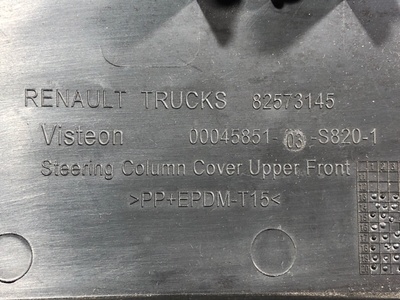 RENAULT TRUCKS 82573145
Visteon 00045851-03-S820-1
Steering Column Cover Upper Front
>PP+EPDM-T15<